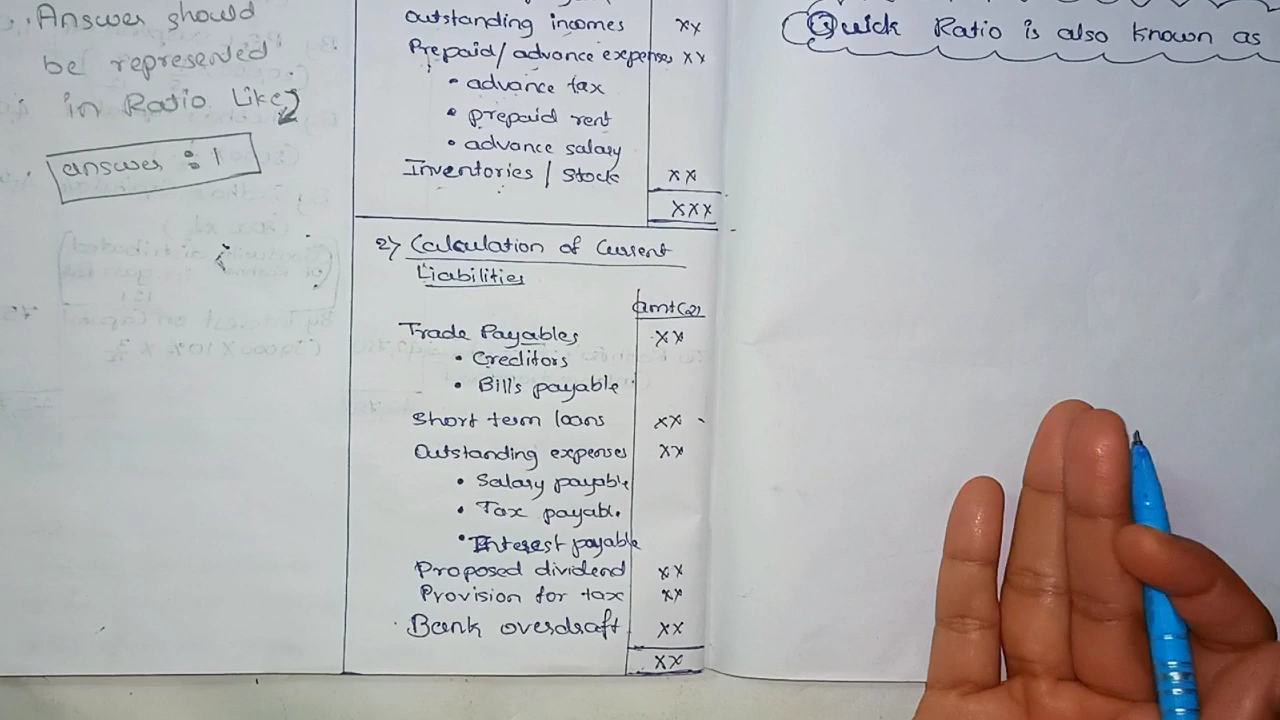 Answer should
be represented
in Ratio Like
answer : 1
Outstanding incomes xx
Prepaid/advance expenses xx
• advance tax
• prepaid rent
• advance salary
Inventories / stock xx
xxx
2) Calculation of Current
Liabilities
Trade Payables xx
• Creditors
• Bill's payable
Short term loans xx
Outstanding expenses xx
• Salary payable
• Tax payabl.
• Interest payable
Proposed dividend xx
Provision for tax xx
Bank overdraft xx
xx
Quick Ratio is also known as